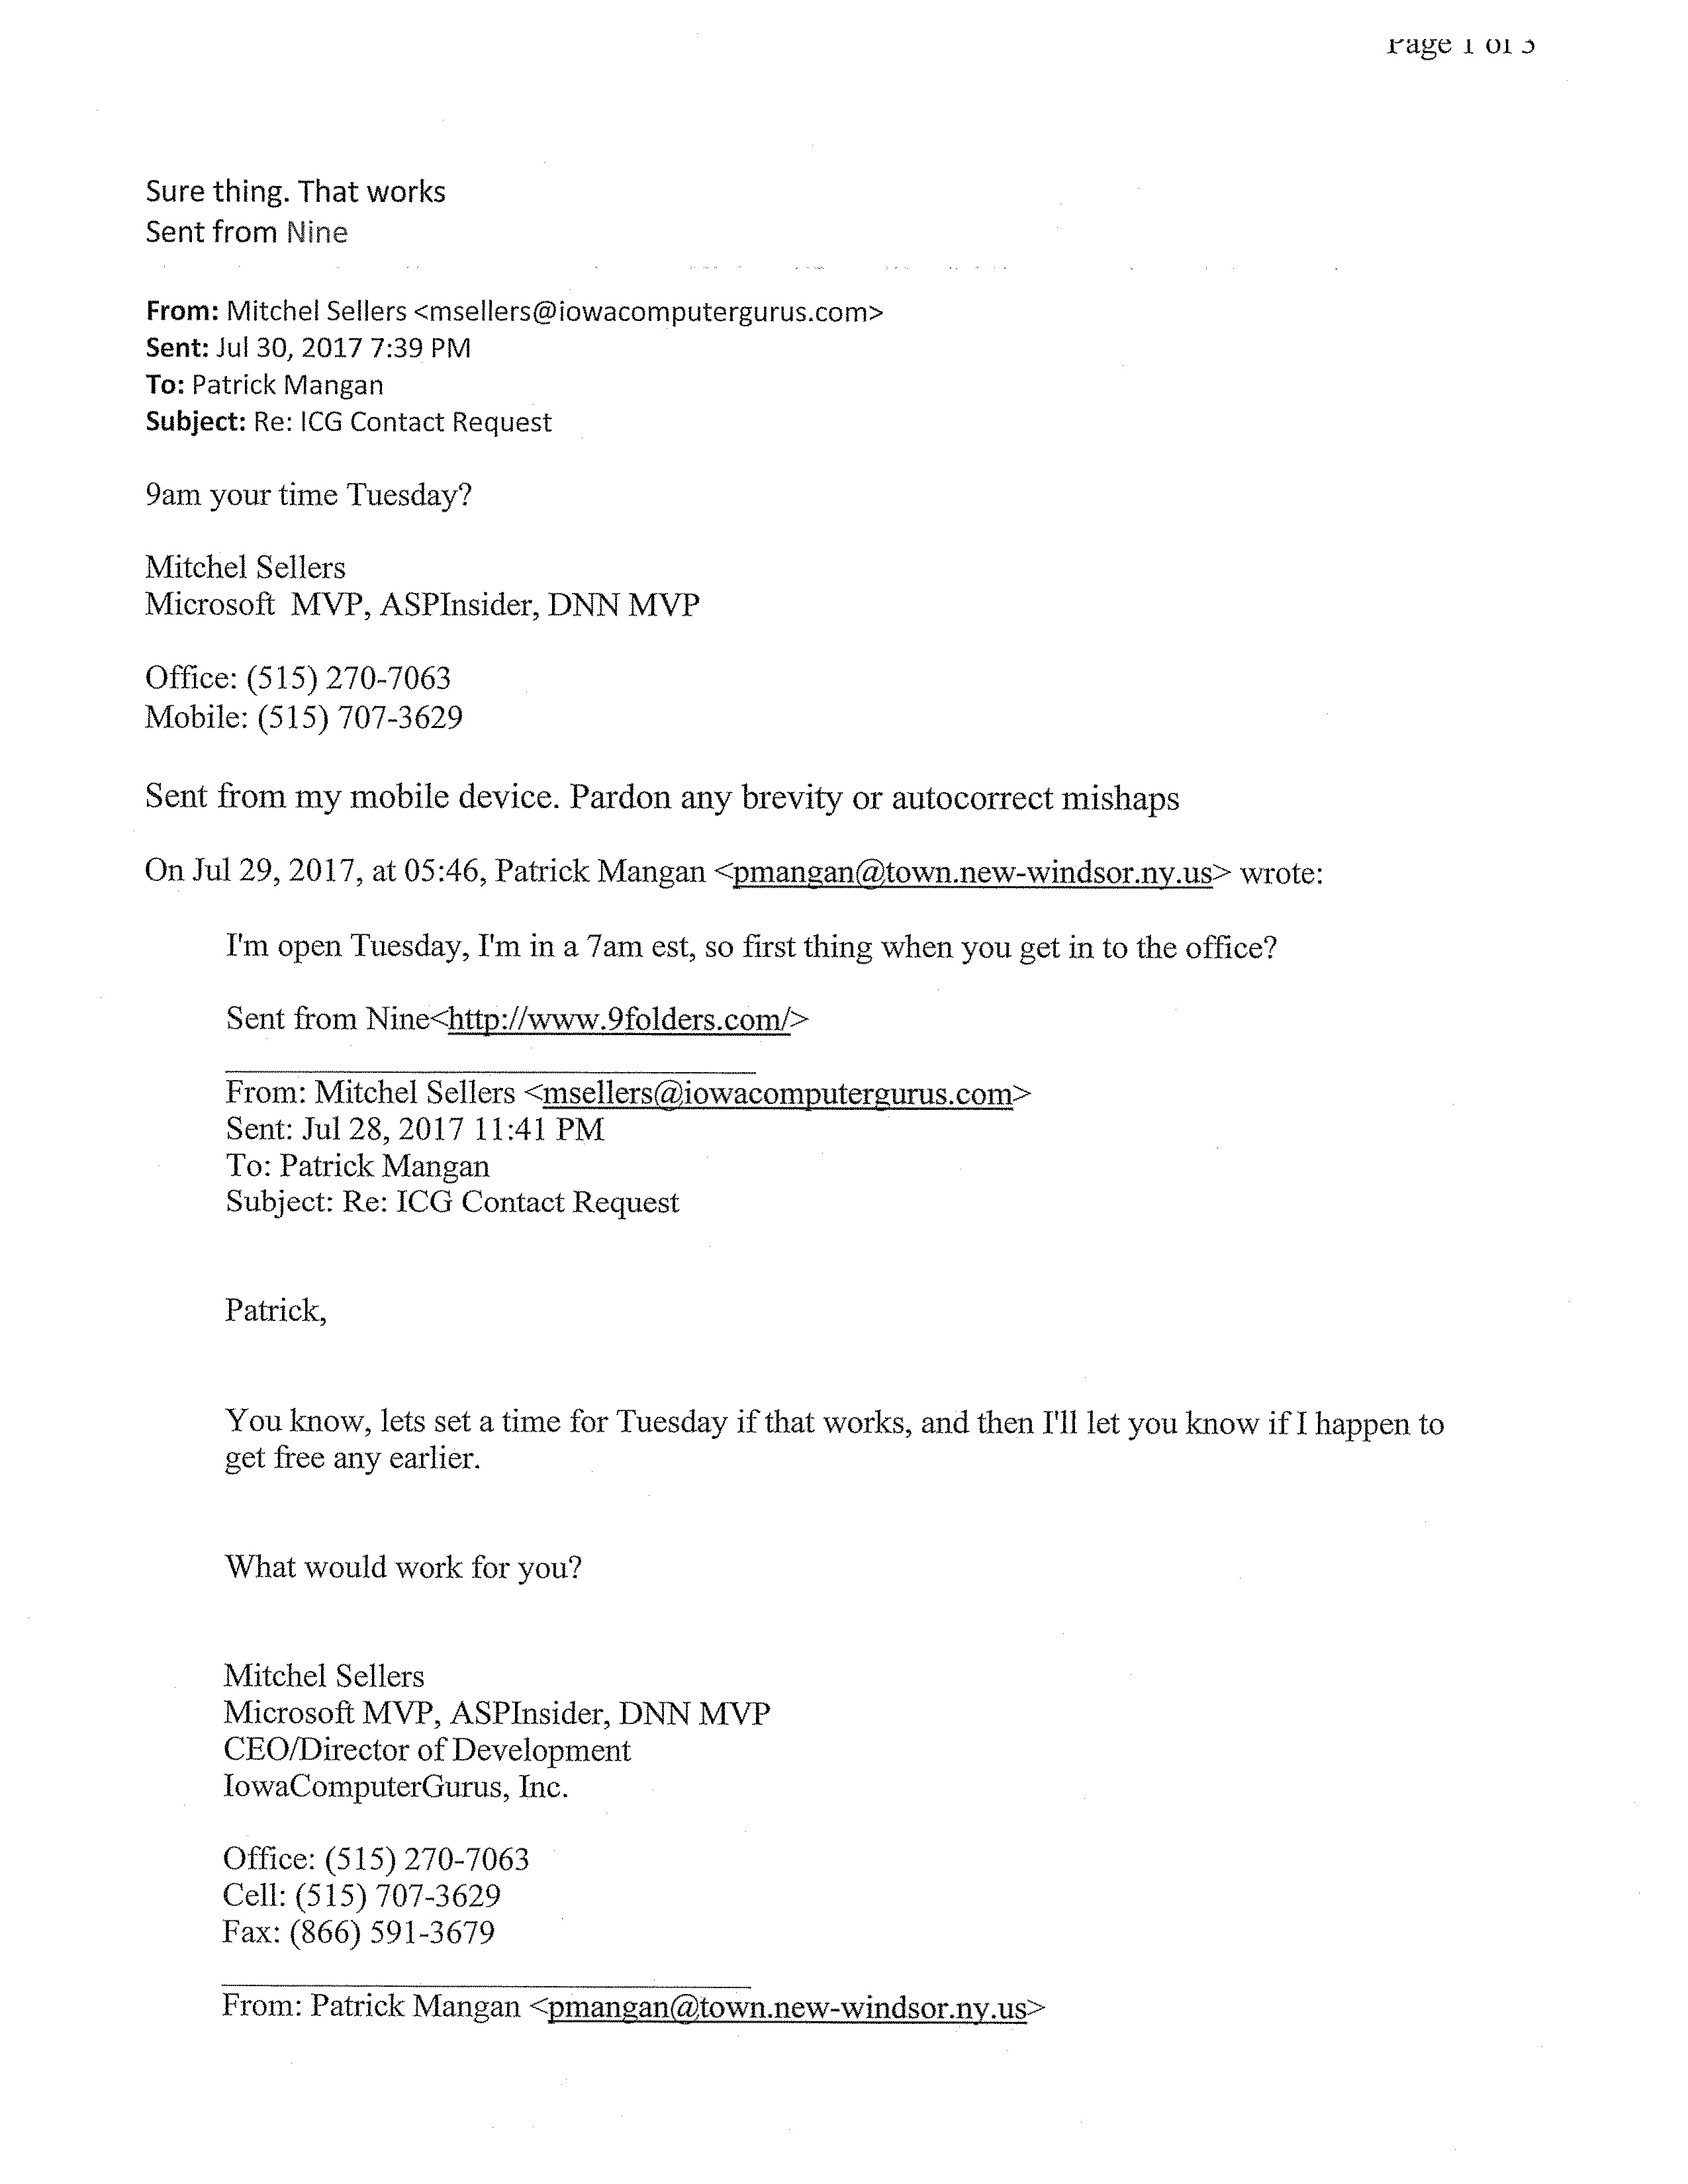 Page 1 of 3
Sure thing. That works
Sent from Nine
From: Mitchel Sellers <msellers@iowacomputergurus.com>
Sent: Jul 30, 2017 7:39 PM
To: Patrick Mangan
Subject: Re: ICG Contact Request
9am your time Tuesday?
Mitchel Sellers
Microsoft  MVP, ASPInsider, DNN MVP
Office: (515) 270-7063
Mobile: (515) 707-3629
Sent from my mobile device. Pardon any brevity or autocorrect mishaps
On Jul 29, 2017, at 05:46, Patrick Mangan <pmangan@town.new-windsor.ny.us> wrote:
I'm open Tuesday, I'm in a 7am est, so first thing when you get in to the office?
Sent from Nine<http://www.9folders.com/>
From: Mitchel Sellers <msellers@iowacomputergurus.com>
Sent: Jul 28, 2017 11:41 PM
To: Patrick Mangan
Subject: Re: ICG Contact Request
Patrick,
You know, lets set a time for Tuesday if that works, and then I'll let you know if I happen to
get free any earlier.
What would work for you?
Mitchel Sellers
Microsoft MVP, ASPInsider, DNN MVP
CEO/Director of Development
IowaComputerGurus, Inc.
Office: (515) 270-7063
Cell: (515) 707-3629
Fax: (866) 591-3679
From: Patrick Mangan <pmangan@town.new-windsor.ny.us>